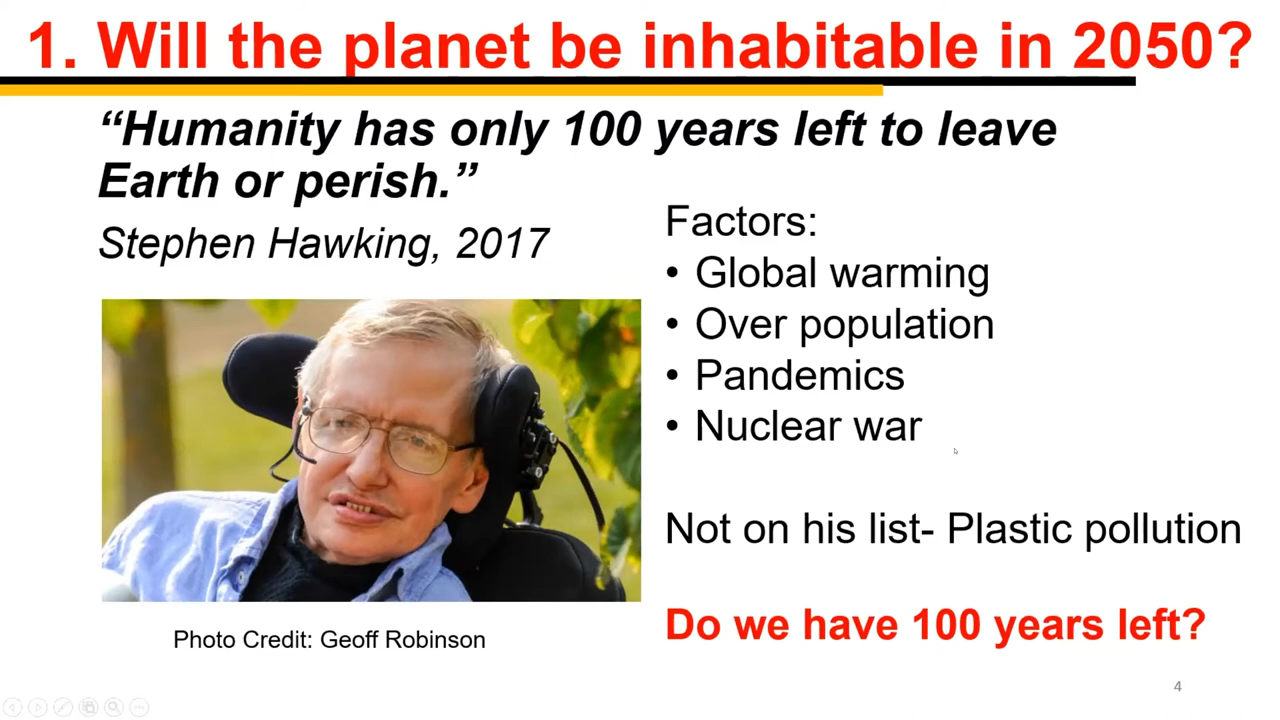 1. Will the planet be inhabitable in 2050?
“Humanity has only 100 years left to leave
Earth or perish.”
Stephen Hawking, 2017
Factors:
• Global warming
• Over population
• Pandemics
• Nuclear war
Not on his list- Plastic pollution
Do we have 100 years left?
Photo Credit: Geoff Robinson
4